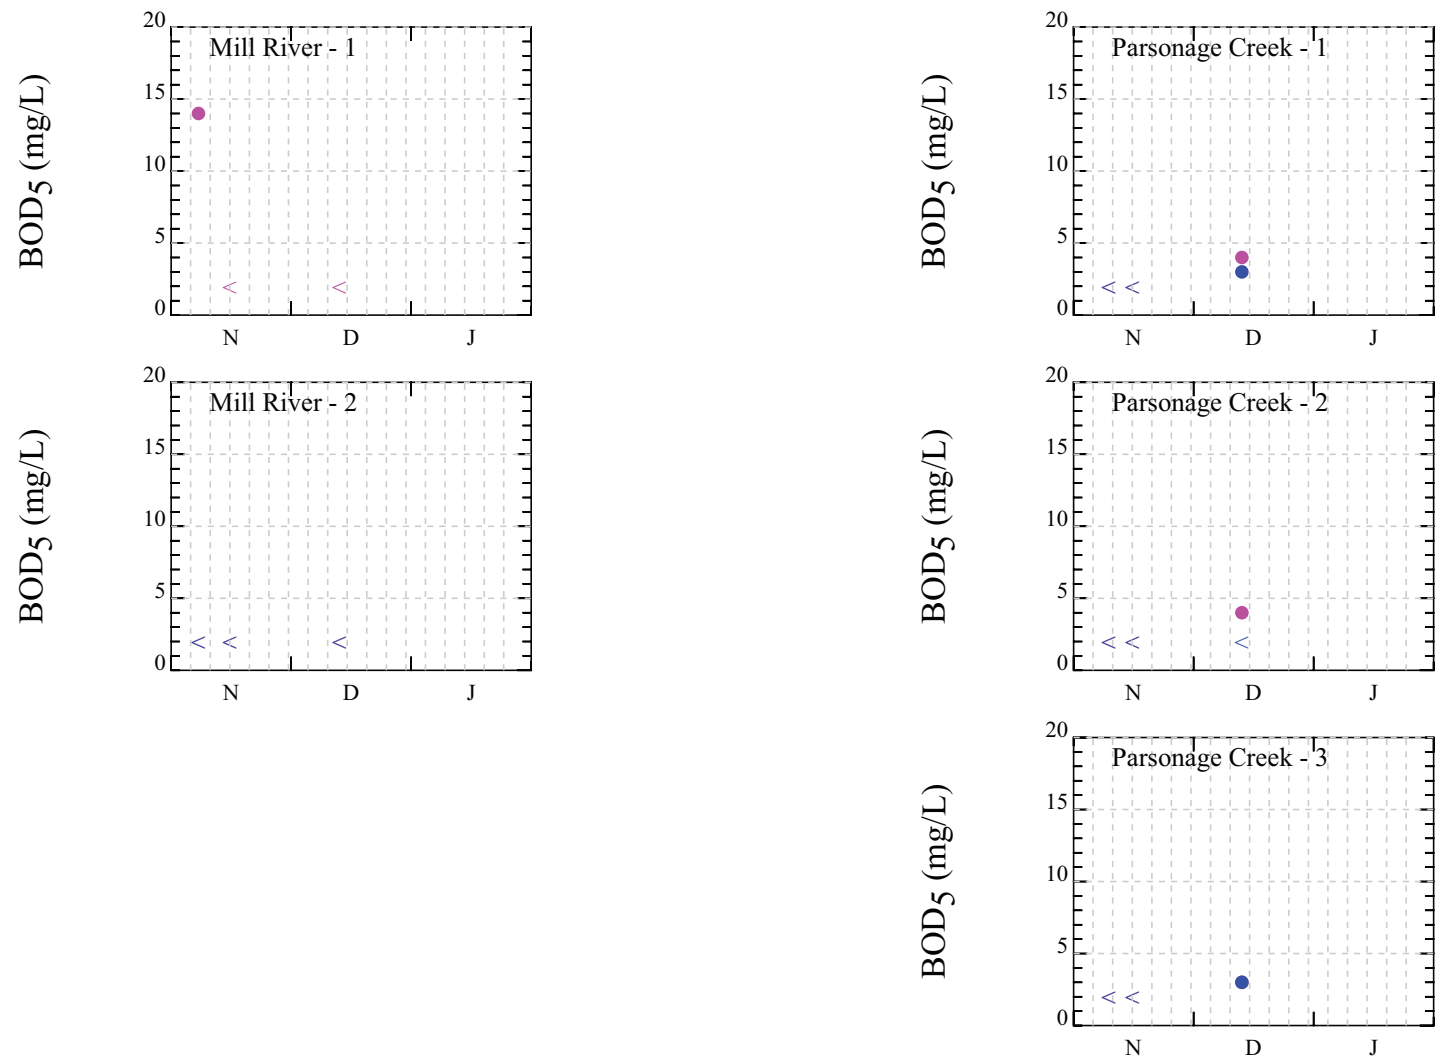 20
Mill River - 1
15
10
5
0
BOD5 (mg/L)
<
< <
N D J
20
Parsonage Creek - 1
15
10
5
0
BOD5 (mg/L)
< <
N D J
20
Mill River - 2
15
10
5
0
BOD5 (mg/L)
< < <
N D J
20
Parsonage Creek - 2
15
10
5
0
BOD5 (mg/L)
< < <
N D J
20
Parsonage Creek - 3
15
10
5
0
BOD5 (mg/L)
< <
N D J